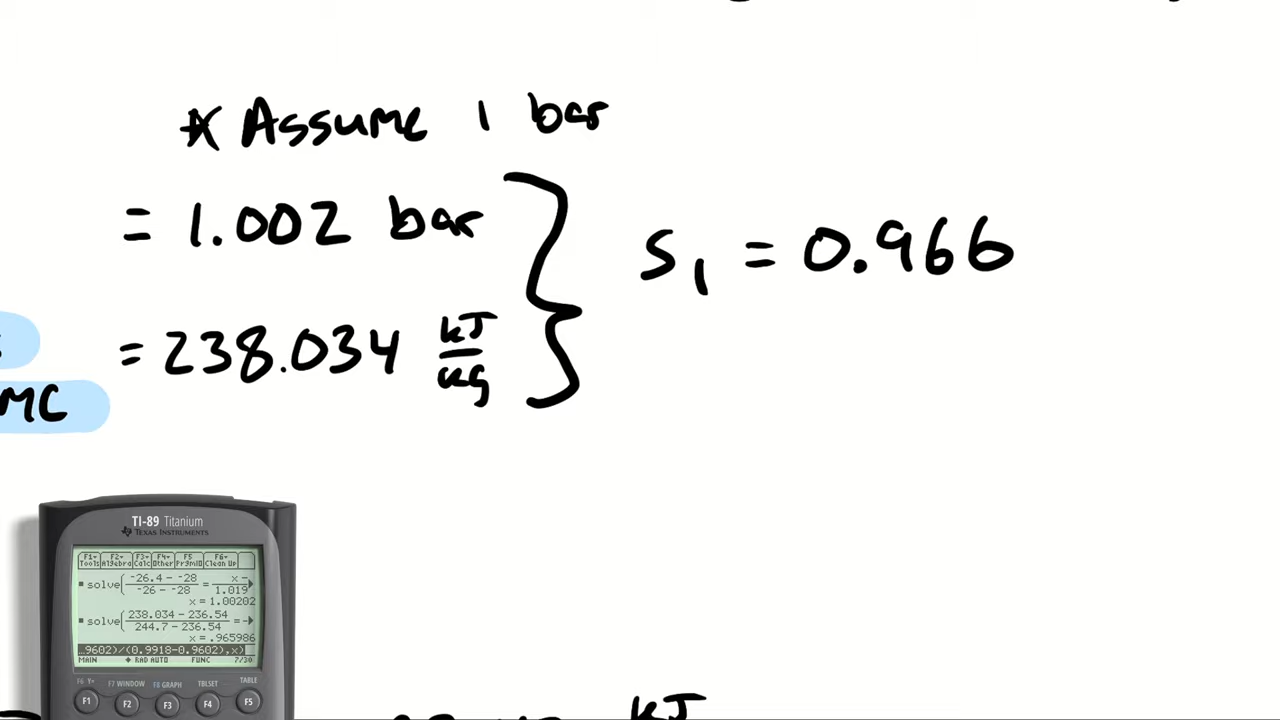 * Assume 1 bar
= 1.002 bar
s₁ = 0.966
= 238.034 kJ/kg
MC
TI-89 Titanium
TEXAS INSTRUMENTS
F1▾ Tools F2▾ Algebra F3▾ Calc F4▾ Other F5 PrgmIO F6▾ Clean Up
▪ solve((-26.4 - -28)/(-26 - -28) = (x -)/1.019▸
x = 1.00202
▪ solve((238.034 - 236.54)/(244.7 - 236.54) = -▸
x = .965986
.9602)/(0.9918-0.9602),x)
MAIN ◆ RAD AUTO FUNC 7/30
F6 Y= F7 WINDOW F8 GRAPH TBLSET TABLE
F1 F2 F3 F4 F5
kJ